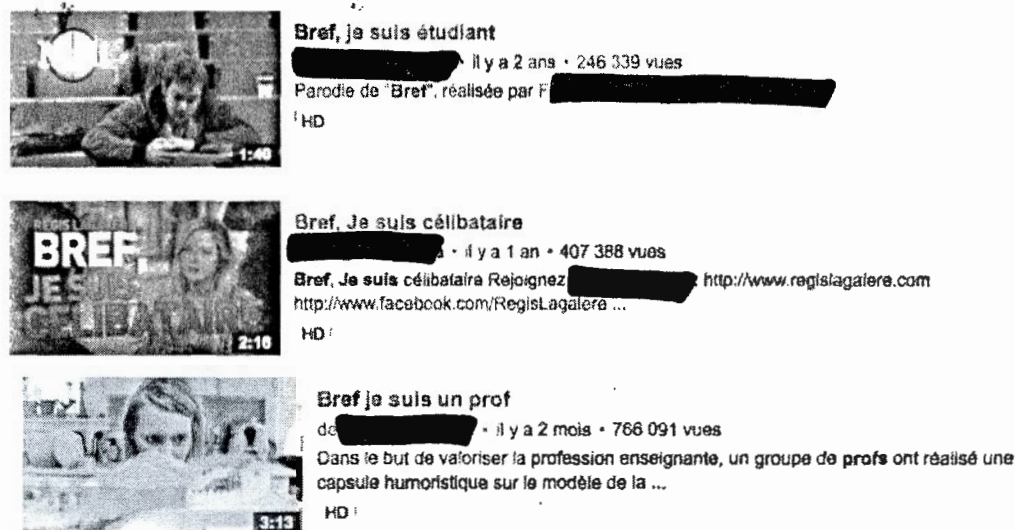 Bref, je suis étudiant
il y a 2 ans • 246 339 vues
Parodie de "Bref", réalisée par F
HD
1:40
Bref, Je suis célibataire
• il y a 1 an • 407 388 vues
Bref, Je suis célibataire Rejoignez http://www.regislagalere.com
http://www.facebook.com/RegisLagalere ...
HD
BREF,
2:16
Bref je suis un prof
de • il y a 2 mois • 766 091 vues
Dans le but de valoriser la profession enseignante, un groupe de profs ont réalisé une
capsule humoristique sur le modèle de la ...
HD
3:13